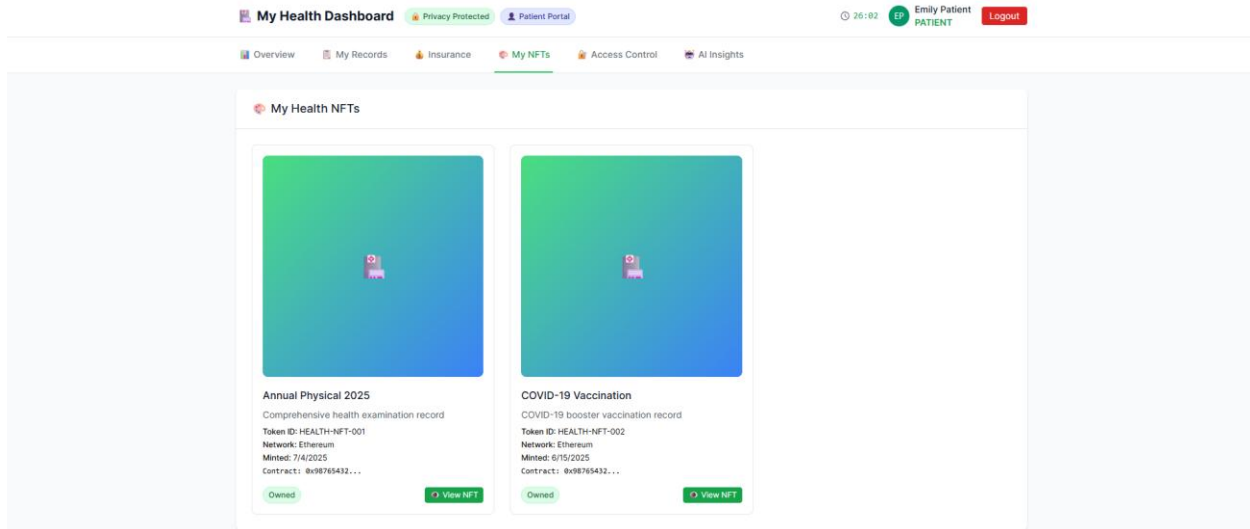 My Health Dashboard Privacy Protected Patient Portal 26:02 EP Emily Patient Logout
PATIENT
Overview My Records Insurance My NFTs Access Control AI Insights
My Health NFTs
Annual Physical 2025
Comprehensive health examination record
Token ID: HEALTH-NFT-001
Network: Ethereum
Minted: 7/4/2025
Contract: 0x98765432...
Owned View NFT
COVID-19 Vaccination
COVID-19 booster vaccination record
Token ID: HEALTH-NFT-002
Network: Ethereum
Minted: 6/15/2025
Contract: 0x98765432...
Owned View NFT